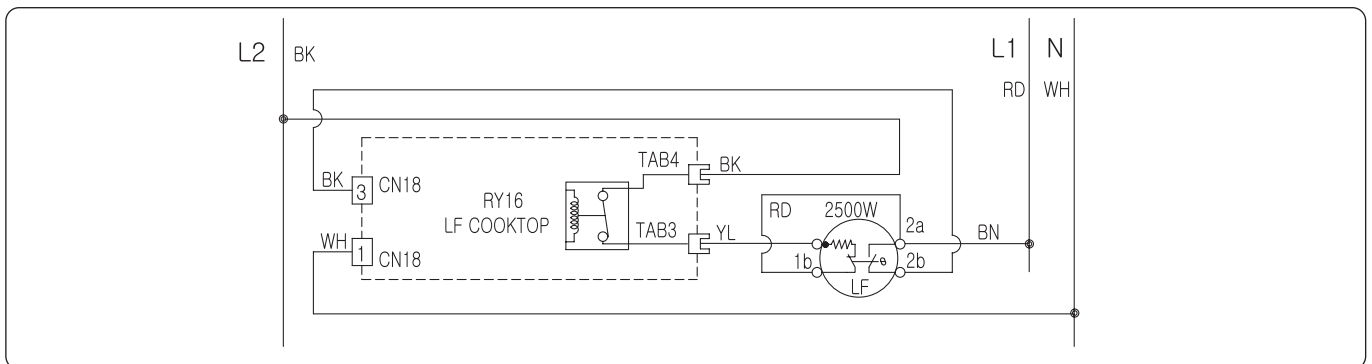 L2 BK
L1 N
RD WH
TAB4 BK
BK 3 CN18
RY16
LF COOKTOP
RD 2500W
2a
TAB3 YL
BN
WH 1 CN18
1b θ 2b
LF